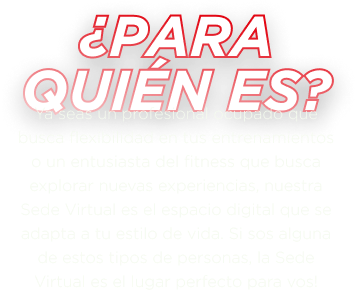 ¿PARA
QUIÉN ES?
Ya seas un profesional ocupado que
busca flexibilidad en tus entrenamientos
o un entusiasta del fitness que busca
explorar nuevas experiencias, nuestra
Sede Virtual es el espacio digital que se
adapta a tu estilo de vida. Si sos alguna
de estos tipos de personas, la Sede
Virtual es el lugar perfecto para vos!